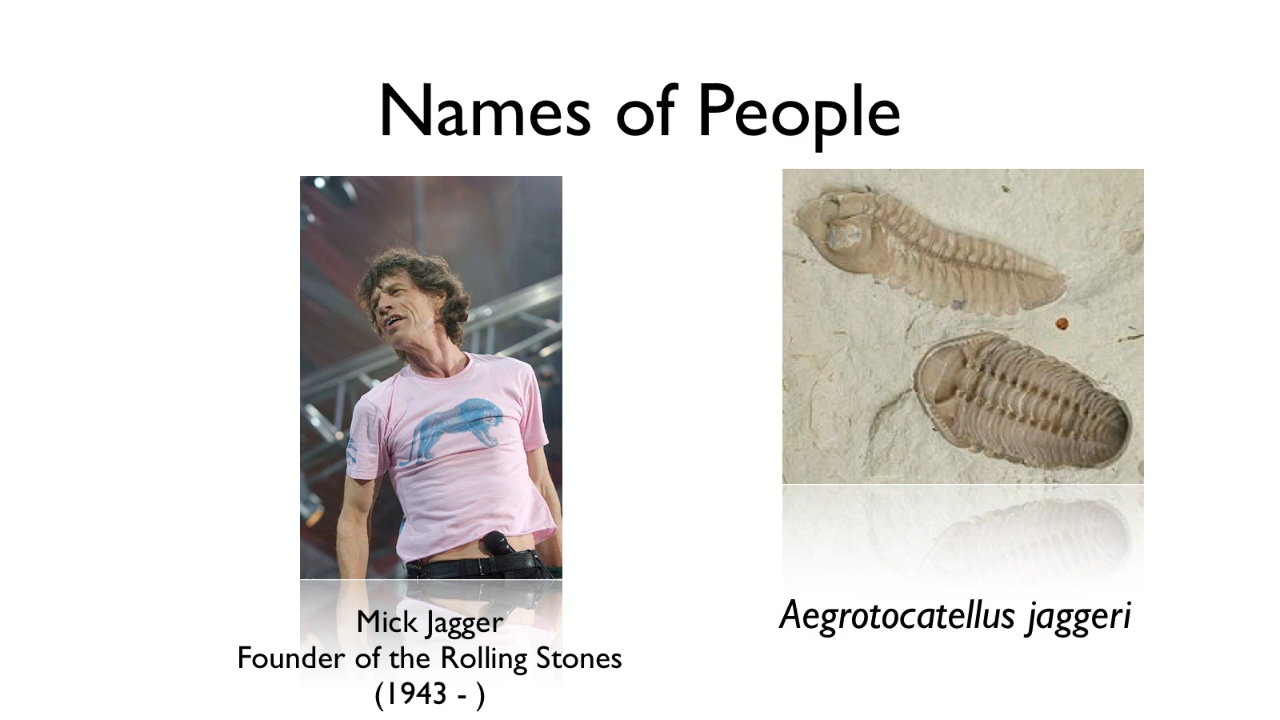 Names of People
Mick Jagger
Founder of the Rolling Stones
(1943 - )
Aegrotocatellus jaggeri